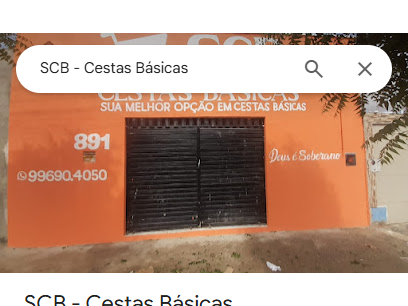 SCB - Cestas Básicas
CESTAS BÁSICAS
SUA MELHOR OPÇÃO EM CESTAS BÁSICAS
891
Deus é Soberano
99690.4050
SCB - Cestas Básicas